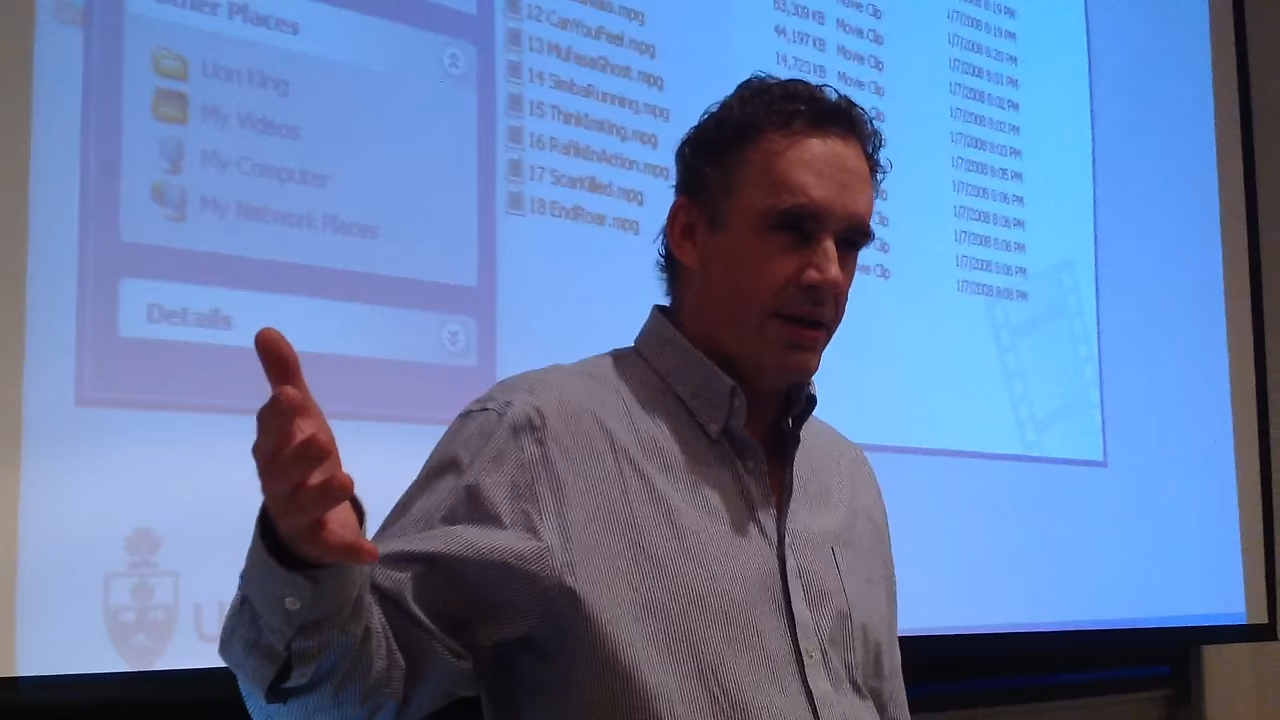 Other Places
Lion King
My Videos
My Computer
My Network Places
Details
12 CanYouFeel.mpg
13 MufasaGhost.mpg
14 SimbaRunning.mpg
15 ThinkImKing.mpg
16 RafikiInAction.mpg
17 ScarKilled.mpg
18 EndRoar.mpg
63,309 KB
44,197 KB
14,723 KB
Movie Clip
Movie Clip
Movie Clip
1/7/2008 8:19 PM
1/7/2008 8:20 PM
1/7/2008 8:01 PM
1/7/2008 8:02 PM
1/7/2008 8:02 PM
1/7/2008 8:03 PM
1/7/2008 8:05 PM
1/7/2008 8:06 PM
1/7/2008 8:06 PM
1/7/2008 8:06 PM
1/7/2008 8:06 PM
1/7/2008 8:08 PM